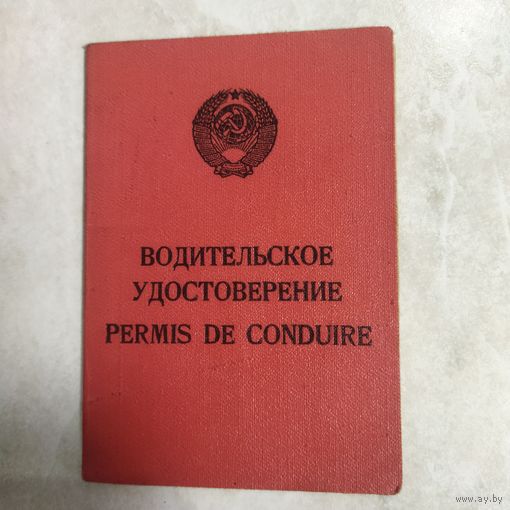 ВОДИТЕЛЬСКОЕ
УДОСТОВЕРЕНИЕ
PERMIS DE CONDUIRE
www.ay.by